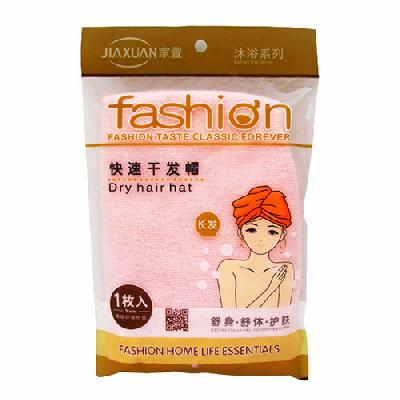 JIAXUAN 家萱
沐浴系列
fashion
FASHION TASTE CLASSIC FOREVER
快速干发帽
Dry hair hat
长发
1枚入
舒身·舒体·护肤
FASHION HOME LIFE ESSENTIALS